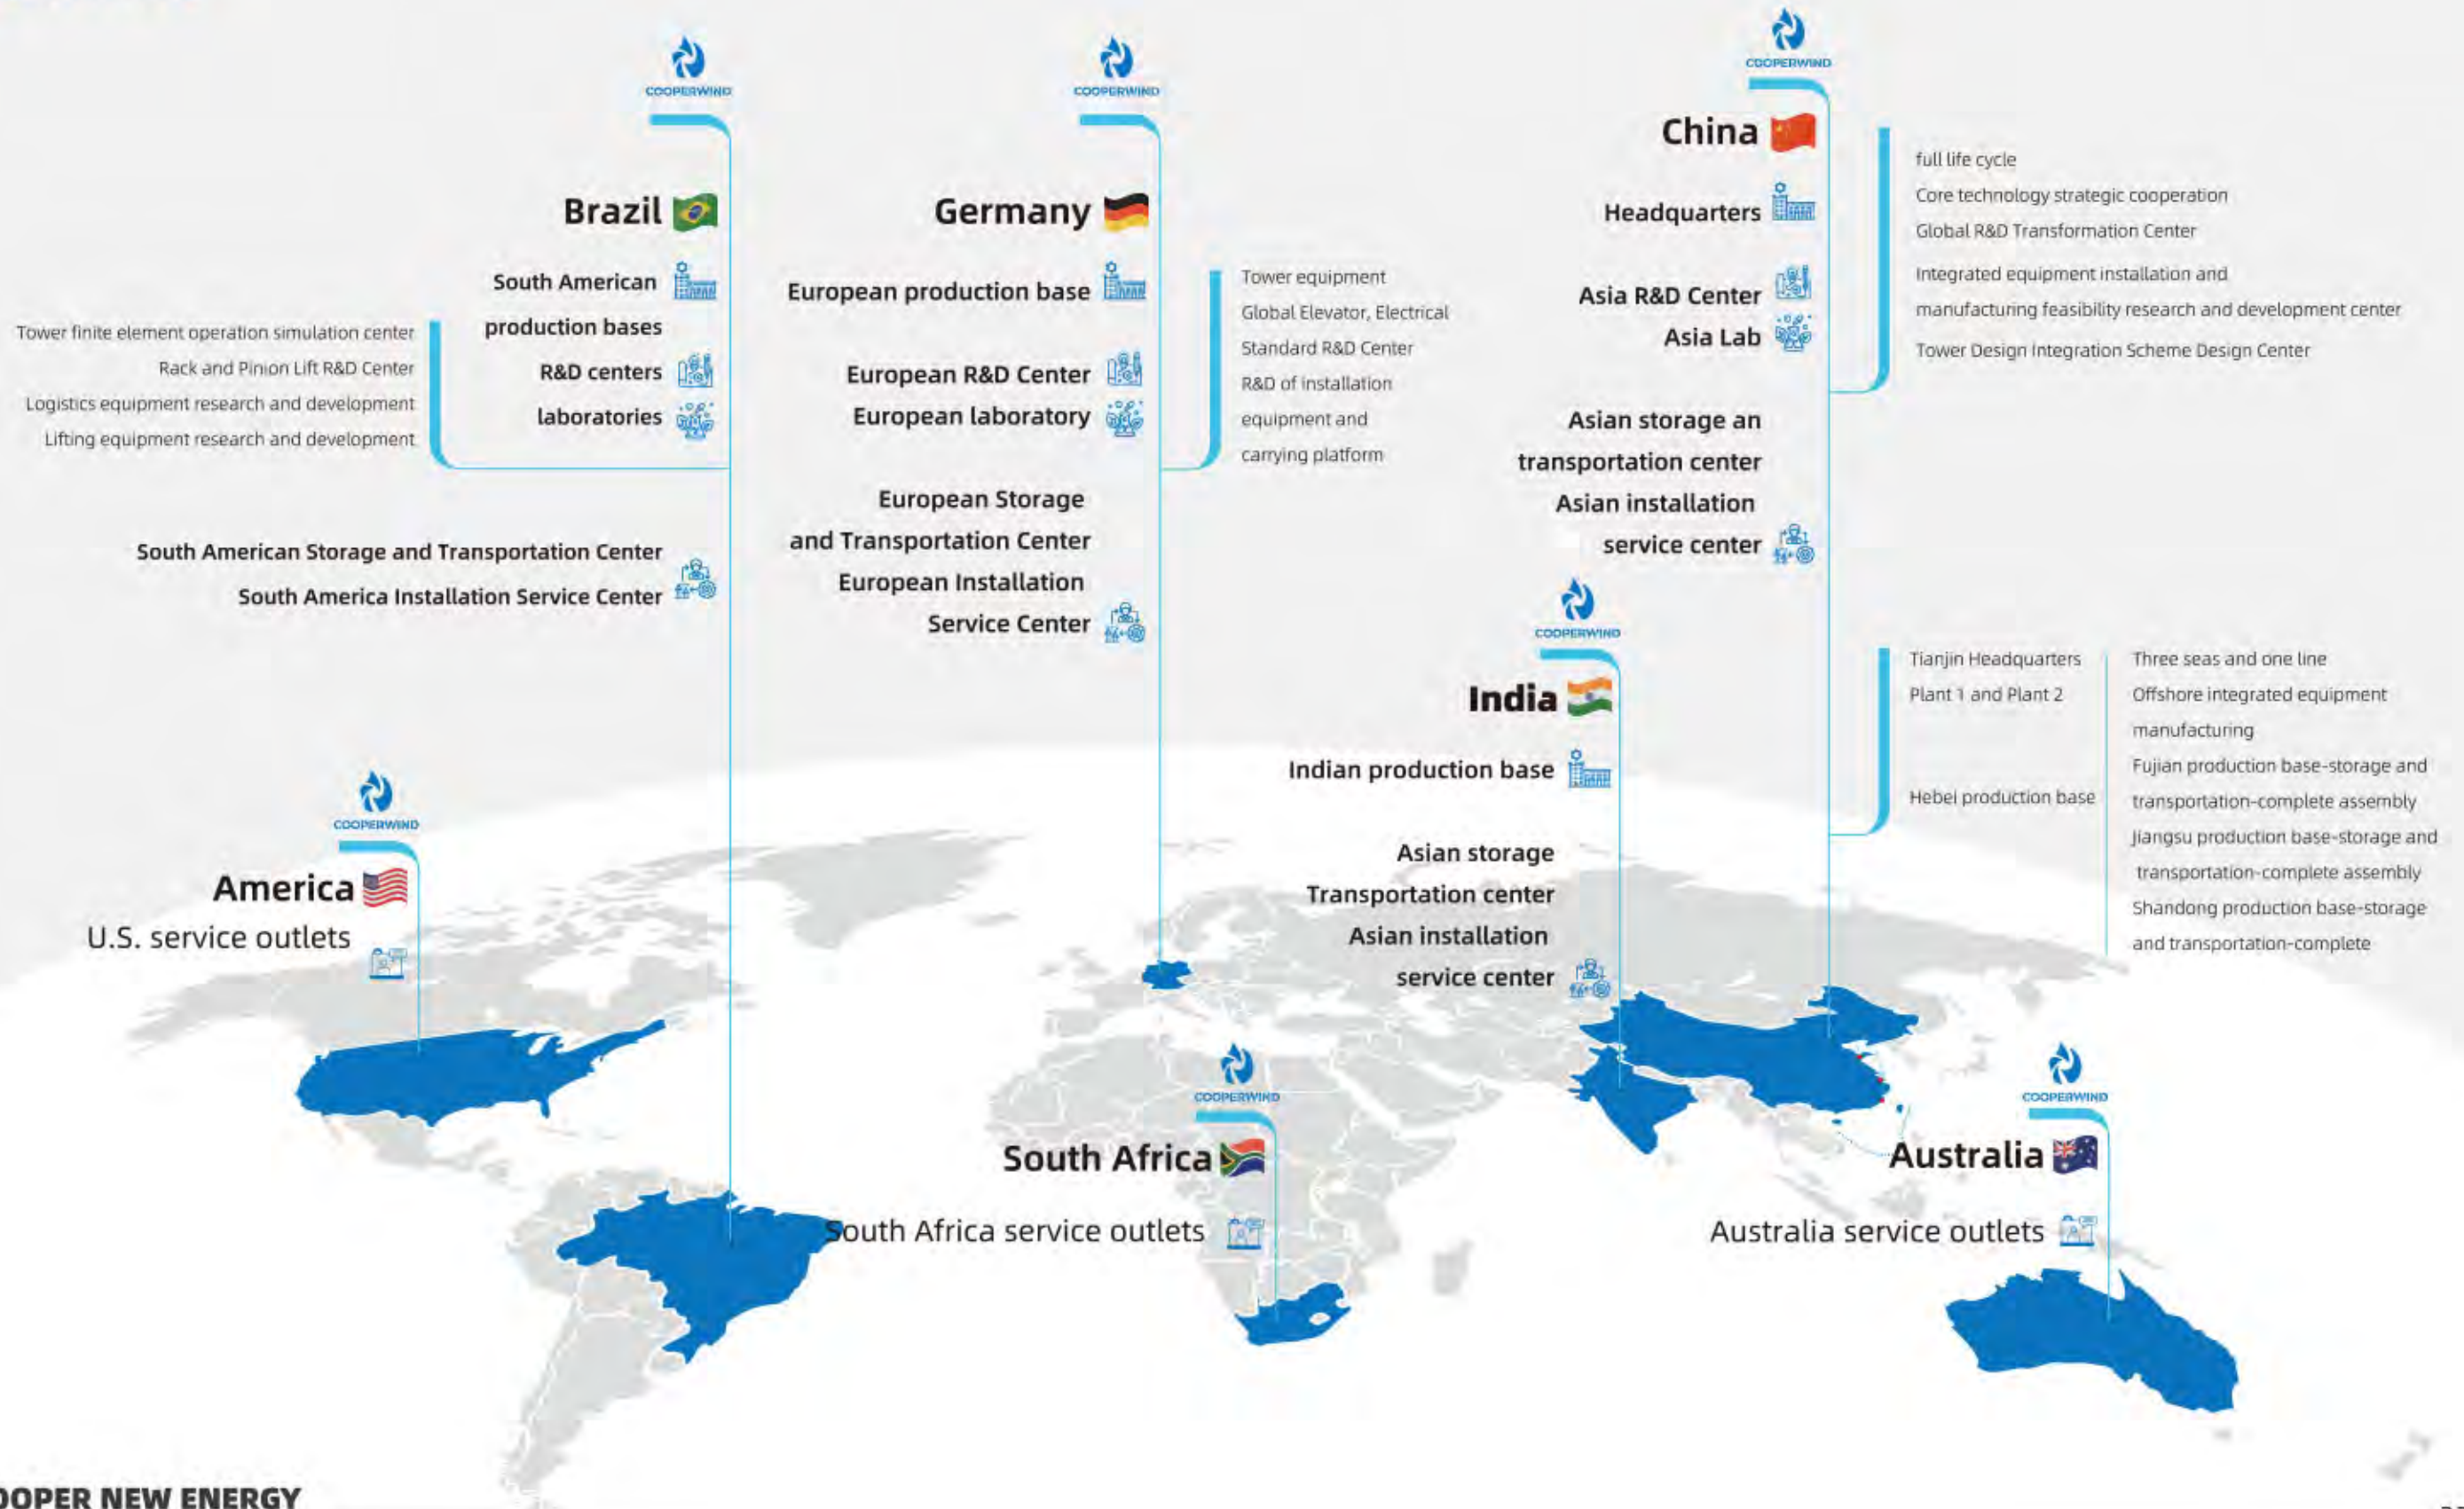 COOPERWIND
Brazil
South American
production bases
R&D centers
laboratories
Tower finite element operation simulation center
Rack and Pinion Lift R&D Center
Logistics equipment research and development
Lifting equipment research and development
South American Storage and Transportation Center
South America Installation Service Center
COOPERWIND
Germany
European production base
European R&D Center
European laboratory
Tower equipment
Global Elevator, Electrical
Standard R&D Center
R&D of installation
equipment and
carrying platform
European Storage
and Transportation Center
European Installation
Service Center
COOPERWIND
China
Headquarters
Asia R&D Center
Asia Lab
full life cycle
Core technology strategic cooperation
Global R&D Transformation Center
Integrated equipment installation and
manufacturing feasibility research and development center
Tower Design Integration Scheme Design Center
Asian storage an
transportation center
Asian installation
service center
Tianjin Headquarters
Plant 1 and Plant 2
Hebei production base
Three seas and one line
Offshore integrated equipment
manufacturing
Fujian production base-storage and
transportation-complete assembly
Jiangsu production base-storage and
transportation-complete assembly
Shandong production base-storage
and transportation-complete
COOPERWIND
India
Indian production base
Asian storage
Transportation center
Asian installation
service center
COOPERWIND
America
U.S. service outlets
COOPERWIND
South Africa
South Africa service outlets
COOPERWIND
Australia
Australia service outlets
OOPER NEW ENERGY